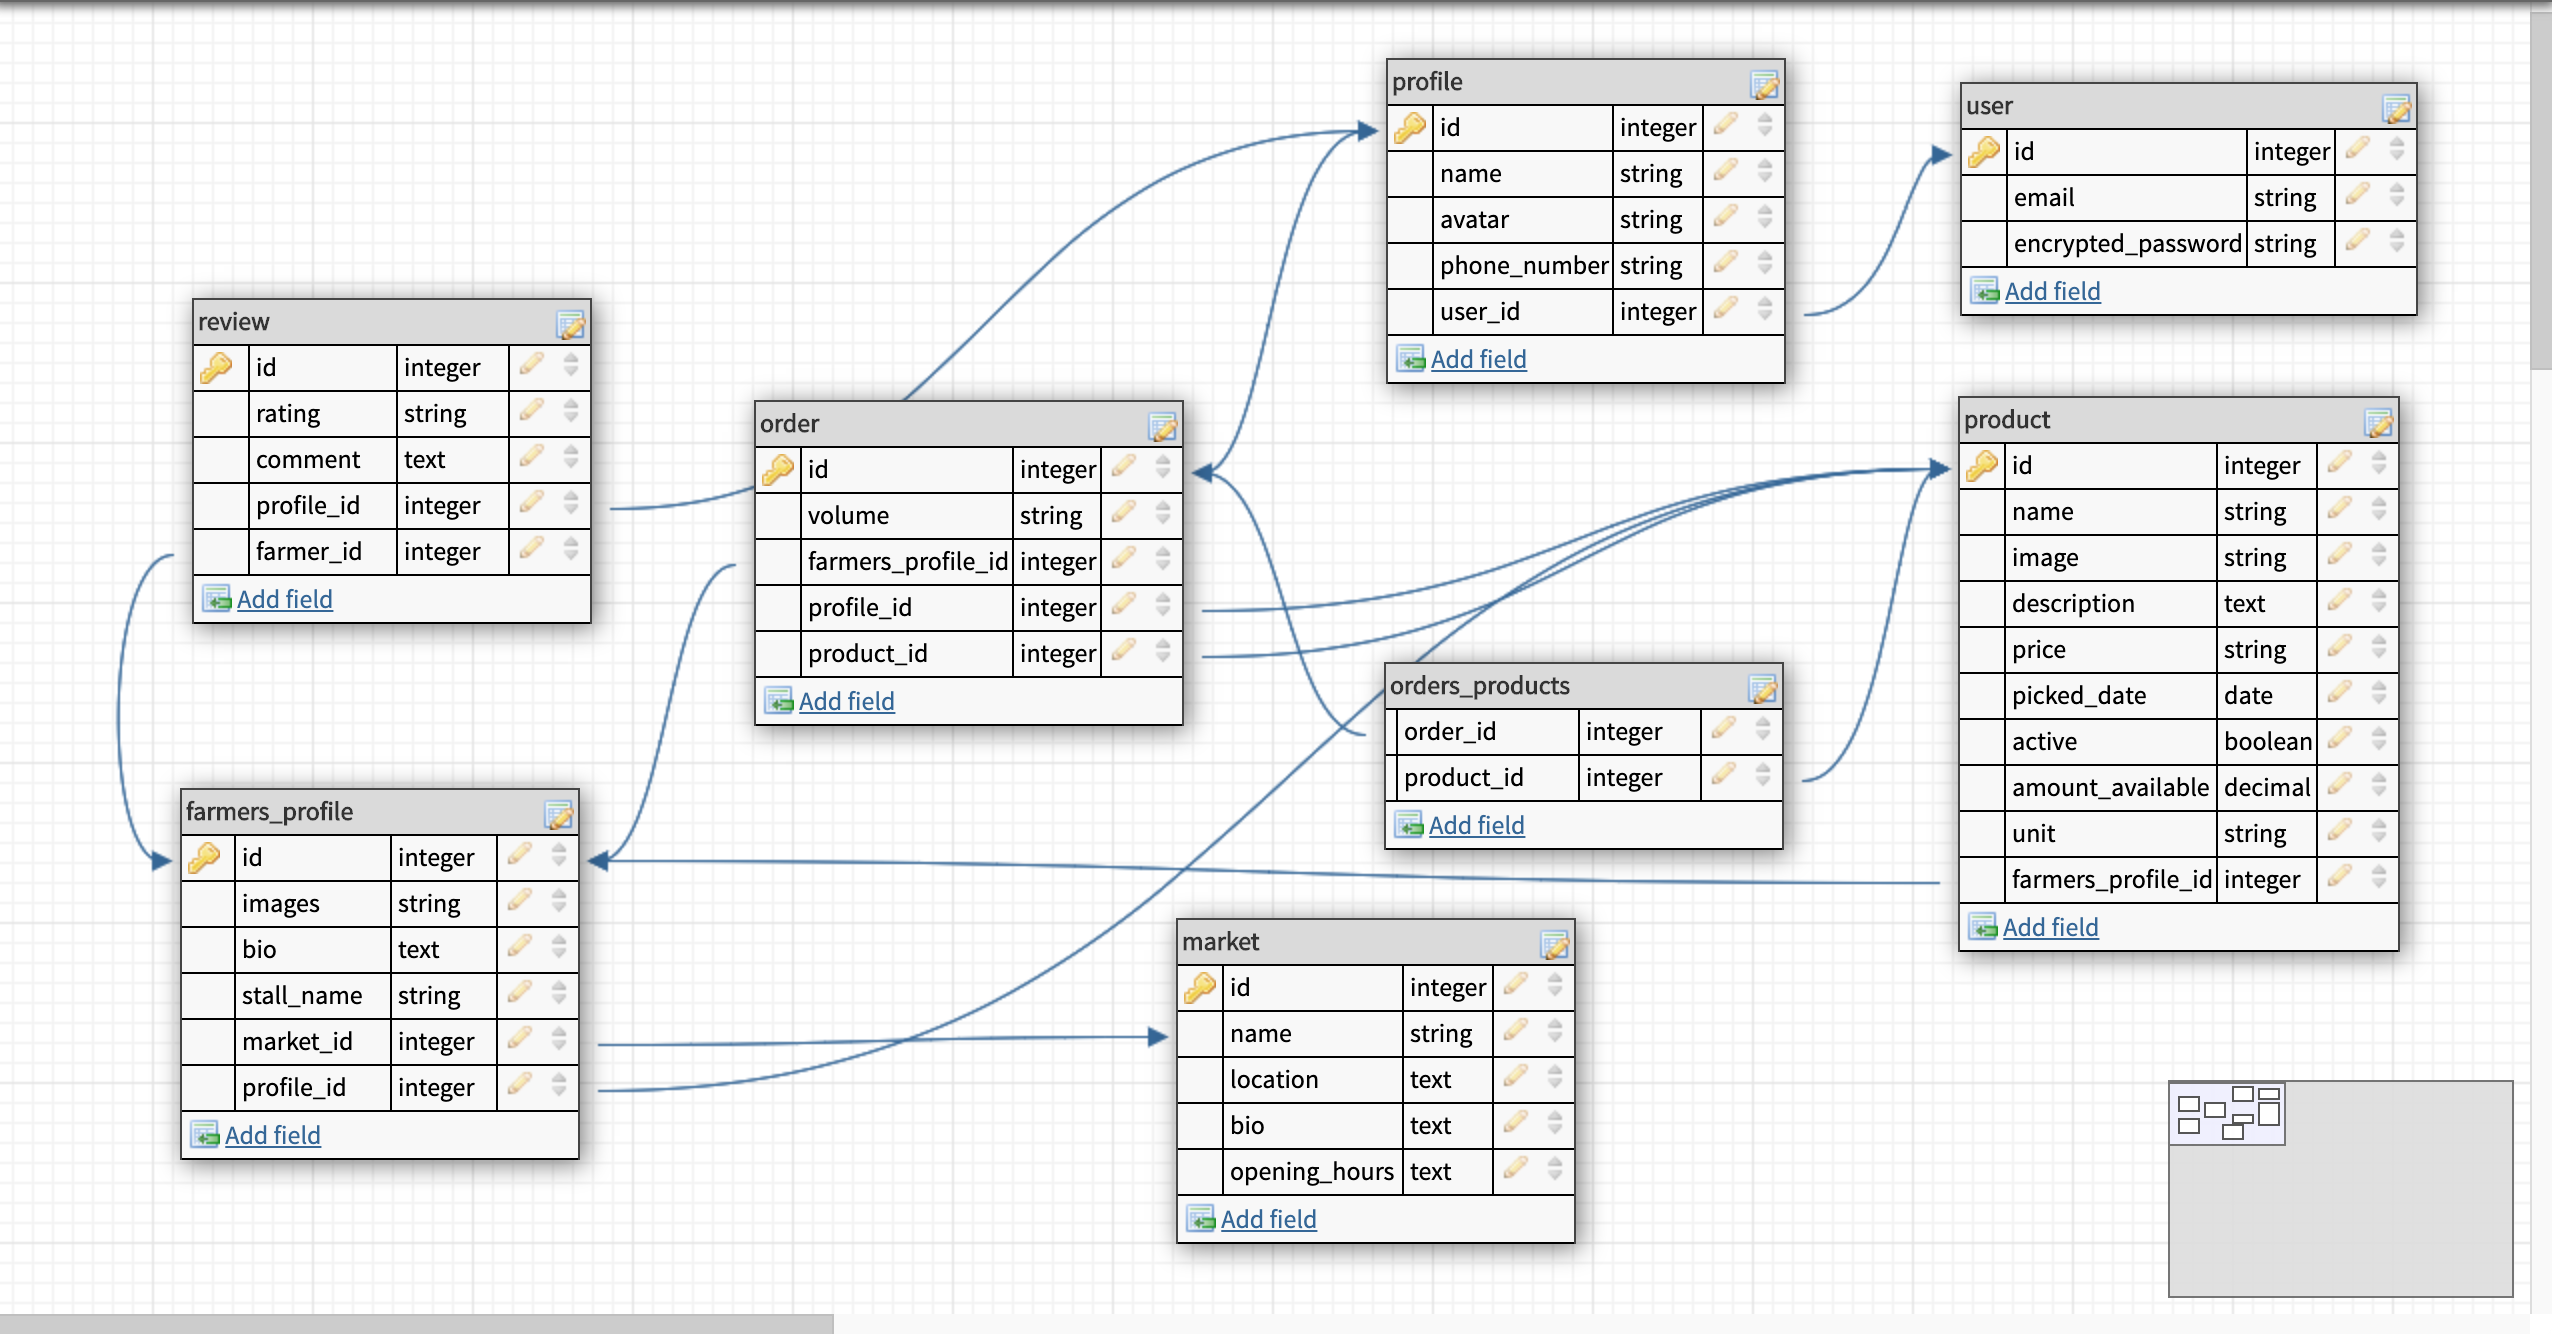 profile
id integer
name string
avatar string
phone_number string
user_id integer
Add field
user
id integer
email string
encrypted_password string
Add field
review
id integer
rating string
comment text
profile_id integer
farmer_id integer
Add field
order
id integer
volume string
farmers_profile_id integer
profile_id integer
product_id integer
Add field
product
id integer
name string
image string
description text
price string
picked_date date
active boolean
amount_available decimal
unit string
farmers_profile_id integer
Add field
orders_products
order_id integer
product_id integer
Add field
farmers_profile
id integer
images string
bio text
stall_name string
market_id integer
profile_id integer
Add field
market
id integer
name string
location text
bio text
opening_hours text
Add field